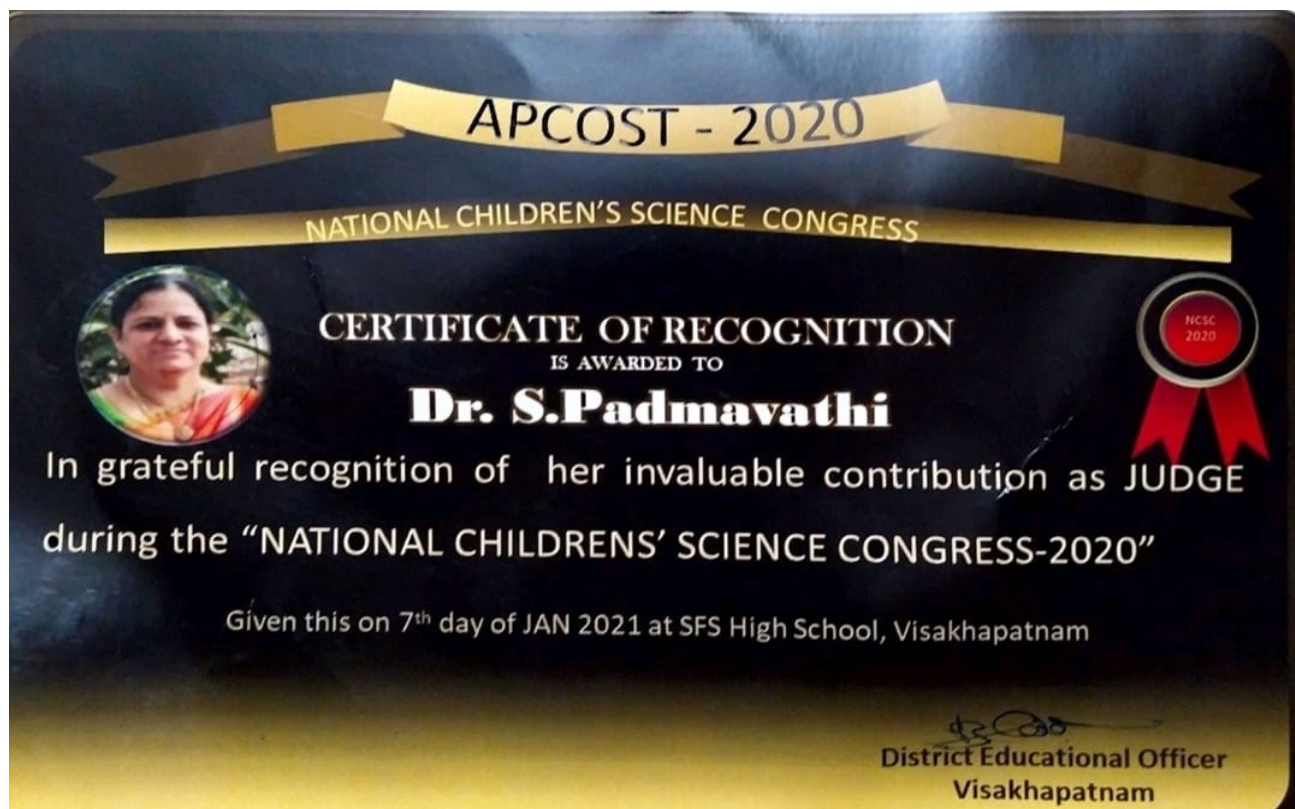 APCOST - 2020
NATIONAL CHILDREN'S SCIENCE CONGRESS
NCSC
2020
CERTIFICATE OF RECOGNITION
IS AWARDED TO
Dr. S.Padmavathi
In grateful recognition of her invaluable contribution as JUDGE
during the “NATIONAL CHILDRENS’ SCIENCE CONGRESS-2020”
Given this on 7th day of JAN 2021 at SFS High School, Visakhapatnam
District Educational Officer
Visakhapatnam